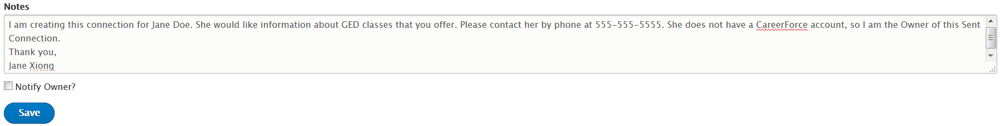 Notes
I am creating this connection for Jane Doe. She would like information about GED classes that you offer. Please contact her by phone at 555-555-5555. She does not have a CareerForce account, so I am the Owner of this Sent
Connection.
Thank you,
Jane Xiong
Notify Owner?
Save